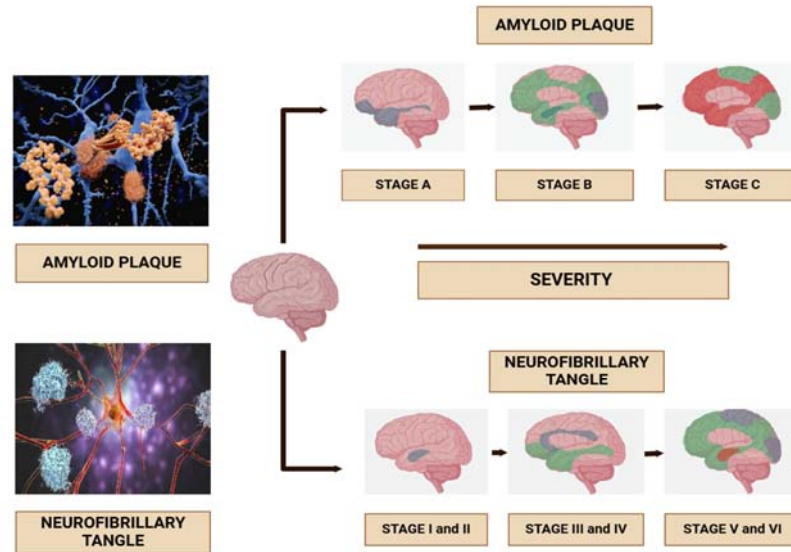 AMYLOID PLAQUE
STAGE A
STAGE B
STAGE C
AMYLOID PLAQUE
SEVERITY
NEUROFIBRILLARY
TANGLE
STAGE I and II
STAGE III and IV
STAGE V and VI
NEUROFIBRILLARY
TANGLE